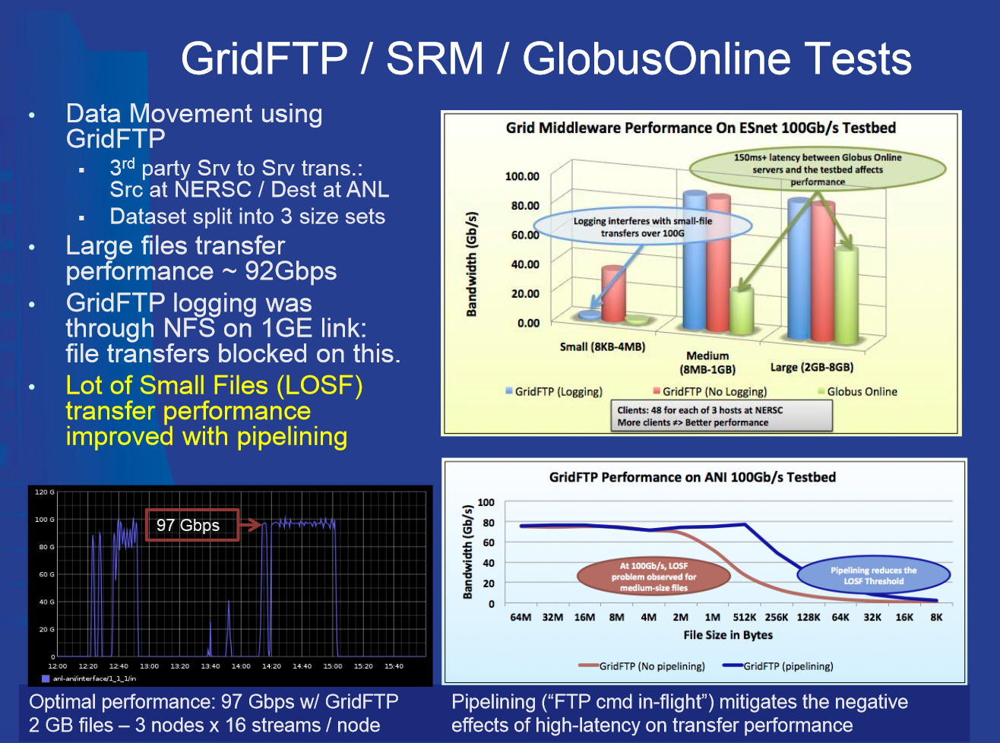 GridFTP / SRM / GlobusOnline Tests
• Data Movement using
GridFTP
▪ 3rd party Srv to Srv trans.:
Src at NERSC / Dest at ANL
▪ Dataset split into 3 size sets
• Large files transfer
performance ~ 92Gbps
• GridFTP logging was
through NFS on 1GE link:
file transfers blocked on this.
• Lot of Small Files (LOSF)
transfer performance
improved with pipelining
Grid Middleware Performance On ESnet 100Gb/s Testbed
150ms+ latency between Globus Online
servers and the testbed affects
performance
Logging interferes with small-file
transfers over 100G
Bandwidth (Gb/s)
100.00
80.00
60.00
40.00
20.00
0.00
Small (8KB-4MB)
Medium
(8MB-1GB)
Large (2GB-8GB)
GridFTP (Logging)
GridFTP (No Logging)
Globus Online
Clients: 48 for each of 3 hosts at NERSC
More clients ≠> Better performance
120 G
100 G
80 G
60 G
40 G
20 G
0
97 Gbps
12:00 12:20 12:40 13:00 13:20 13:40 14:00 14:20 14:40 15:00 15:20 15:40
anl-ani/interface/1_1_1/in
Optimal performance: 97 Gbps w/ GridFTP
2 GB files – 3 nodes x 16 streams / node
GridFTP Performance on ANI 100Gb/s Testbed
Bandwidth (Gb/s)
100
80
60
40
20
0
At 100Gb/s, LOSF
problem observed for
medium-size files
Pipelining reduces the
LOSF Threshold
64M 32M 16M 8M 4M 2M 1M 512K 256K 128K 64K 32K 16K 8K
File Size in Bytes
GridFTP (No pipelining)
GridFTP (pipelining)
Pipelining (“FTP cmd in-flight”) mitigates the negative
effects of high-latency on transfer performance